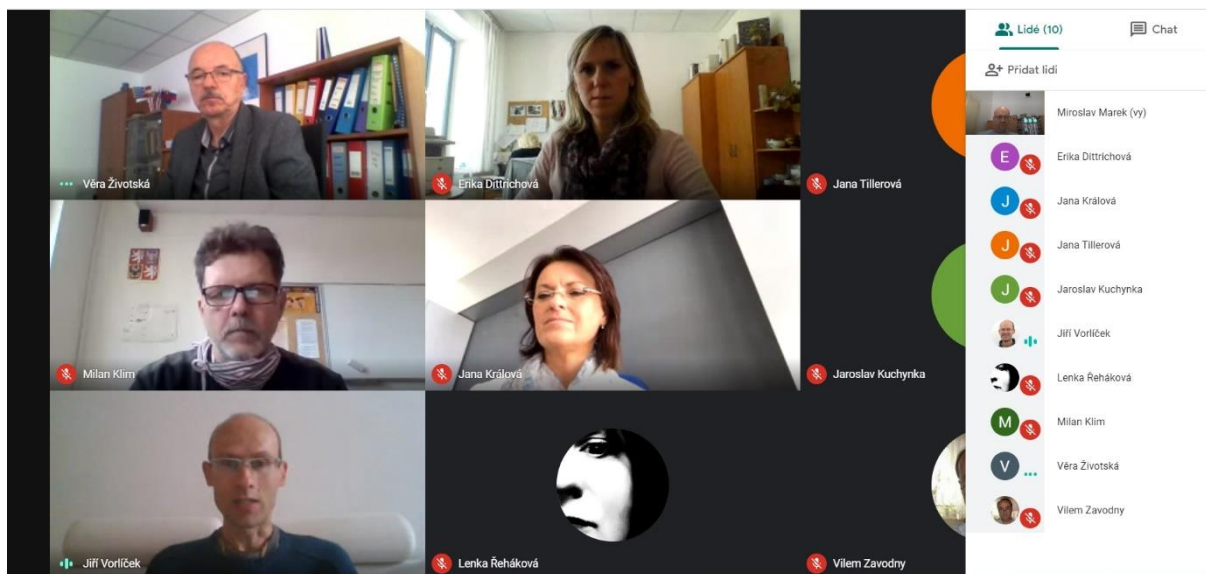 Věra Životská
Erika Dittrichová
Jana Tillerová
Milan Klim
Jana Králová
Jaroslav Kuchynka
Jiří Vorlíček
Lenka Řeháková
Vilem Zavodny
Lidé (10)
Chat
Přidat lidi
Miroslav Marek (vy)
E
Erika Dittrichová
J
Jana Králová
J
Jana Tillerová
J
Jaroslav Kuchynka
Jiří Vorlíček
Lenka Řeháková
M
Milan Klim
V
Věra Životská
Vilem Zavodny